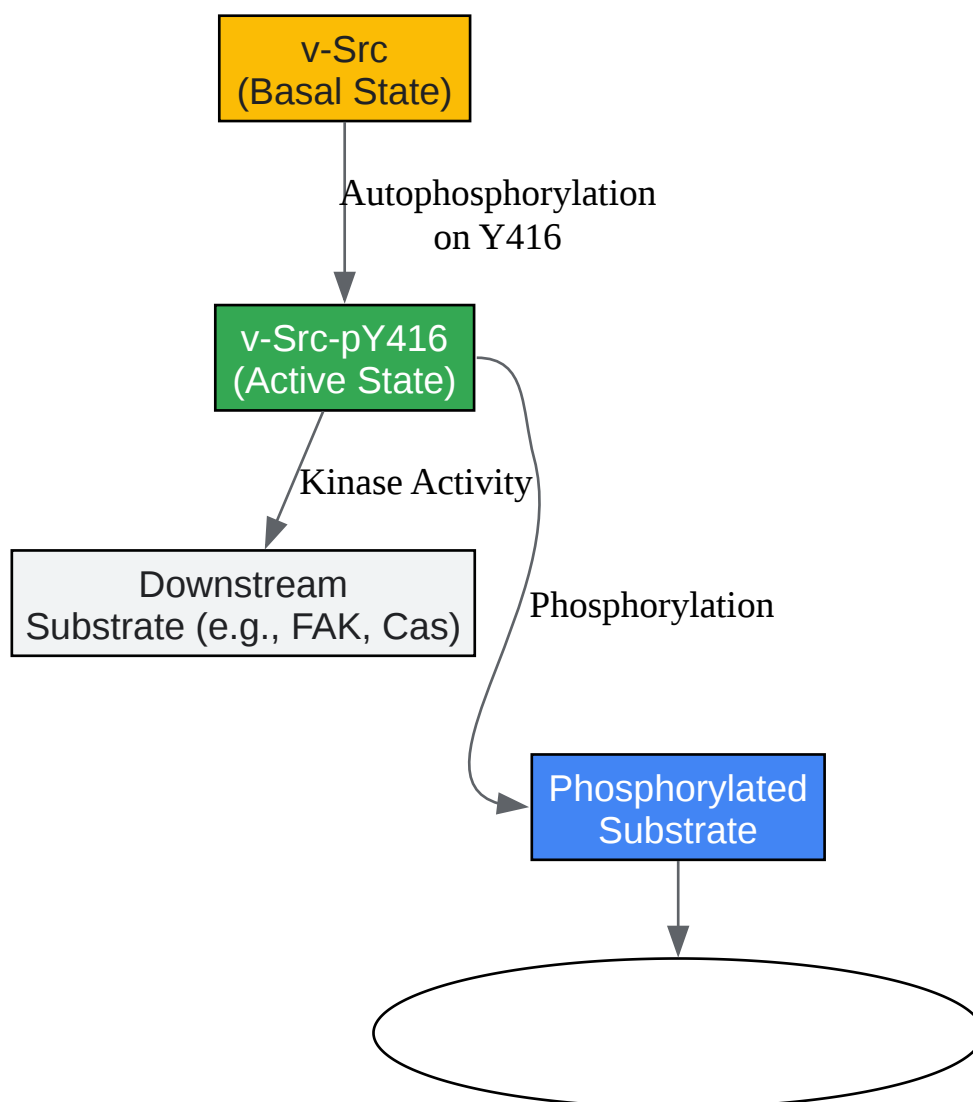 v-Src
(Basal State)
Autophosphorylation
on Y416
v-Src-pY416
(Active State)
Kinase Activity
Downstream
Substrate (e.g., FAK, Cas)
Phosphorylation
Phosphorylated
Substrate